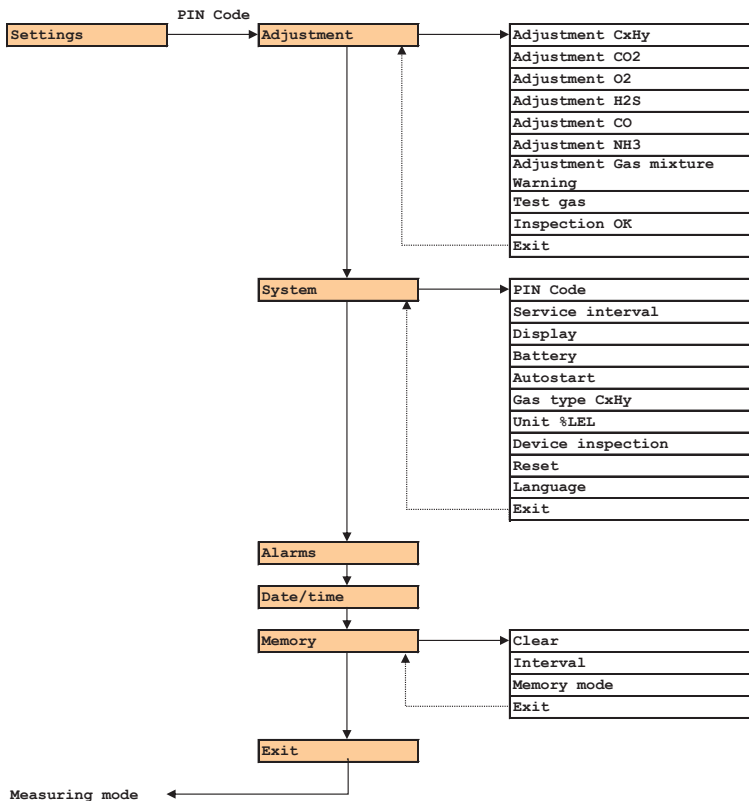 PIN Code
Settings
Adjustment
Adjustment CxHy
Adjustment CO2
Adjustment O2
Adjustment H2S
Adjustment CO
Adjustment NH3
Adjustment Gas mixture
Warning
Test gas
Inspection OK
Exit
System
PIN Code
Service interval
Display
Battery
Autostart
Gas type CxHy
Unit %LEL
Device inspection
Reset
Language
Exit
Alarms
Date/time
Memory
Clear
Interval
Memory mode
Exit
Exit
Measuring mode